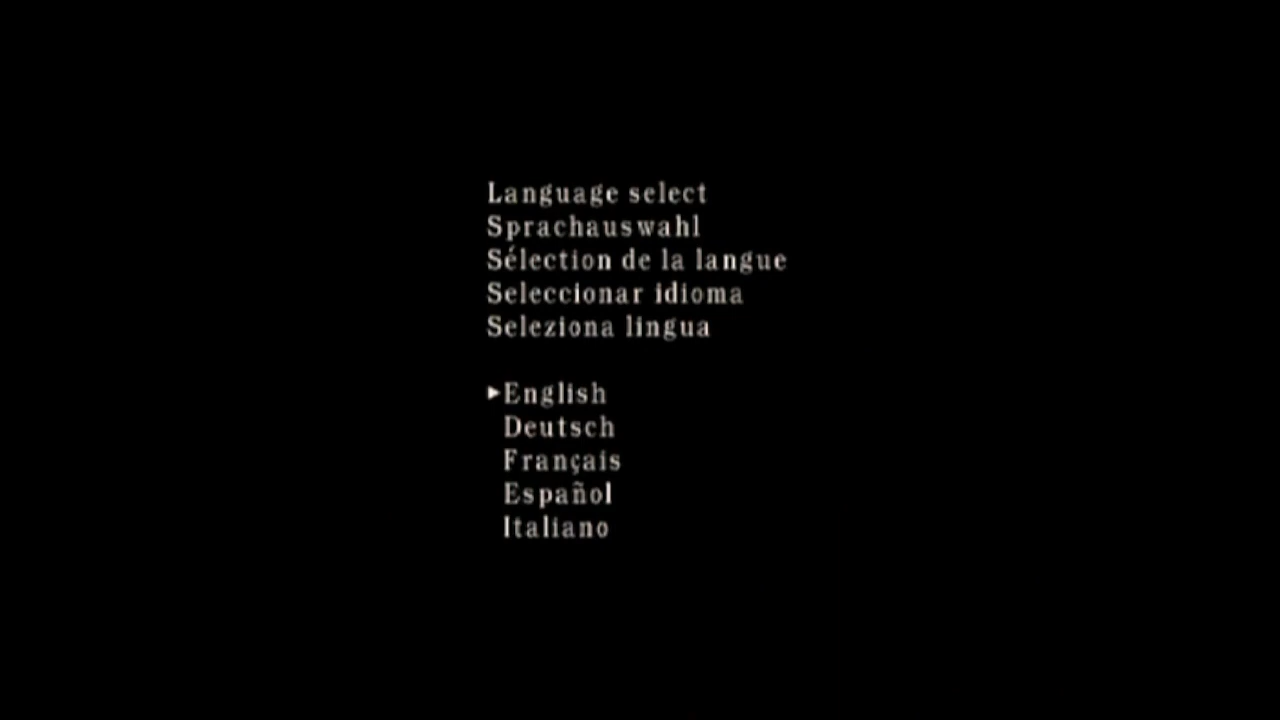 Language select
Sprachauswahl
Sélection de la langue
Seleccionar idioma
Seleziona lingua
►English
Deutsch
Français
Español
Italiano